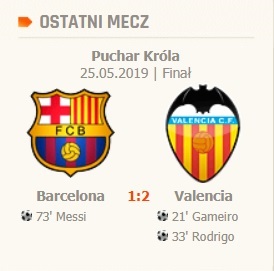 OSTATNI MECZ
Puchar Króla
25.05.2019 | Finał
FCB
VALENCIA C.F.
Barcelona 1:2 Valencia
73' Messi 21' Gameiro
33' Rodrigo